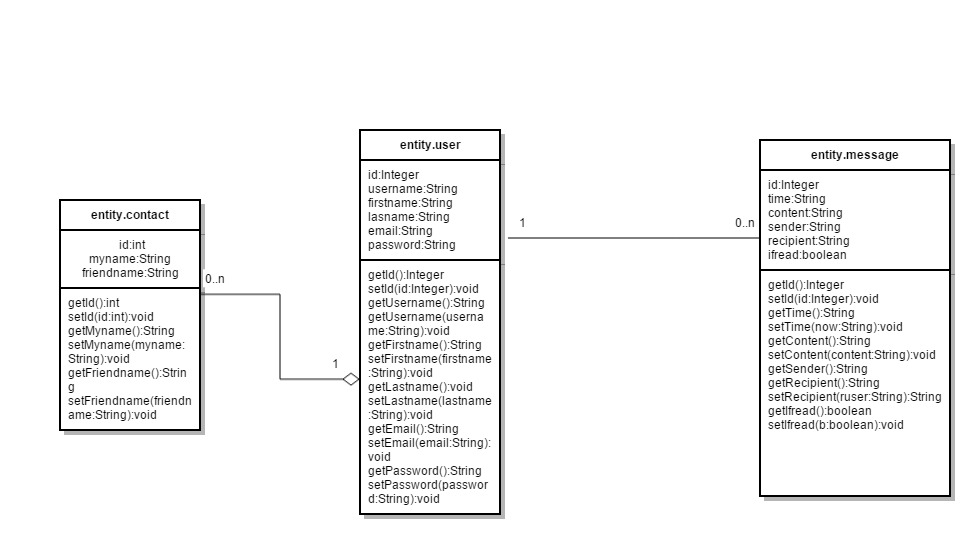 entity.contact
id:int
myname:String
friendname:String
getId():int
setId(id:int):void
getMyname():String
setMyname(myname:
String):void
getFriendname():Strin
g
setFriendname(friendn
ame:String):void
0..n
1
entity.user
id:Integer
username:String
firstname:String
lasname:String
email:String
password:String
getId():Integer
setId(id:Integer):void
getUsername():String
getUsername(userna
me:String):void
getFirstname():String
setFirstname(firstname
:String):void
getLastname():void
setLastname(lastname
:String):void
getEmail():String
setEmail(email:String):
void
getPassword():String
setPassword(passwor
d:String):void
1
0..n
entity.message
id:Integer
time:String
content:String
sender:String
recipient:String
ifread:boolean
getId():Integer
setId(id:Integer):void
getTime():String
setTime(now:String):void
getContent():String
setContent(content:String):void
getSender():String
getRecipient():String
setRecipient(ruser:String):String
getIfread():boolean
setIfread(b:boolean):void